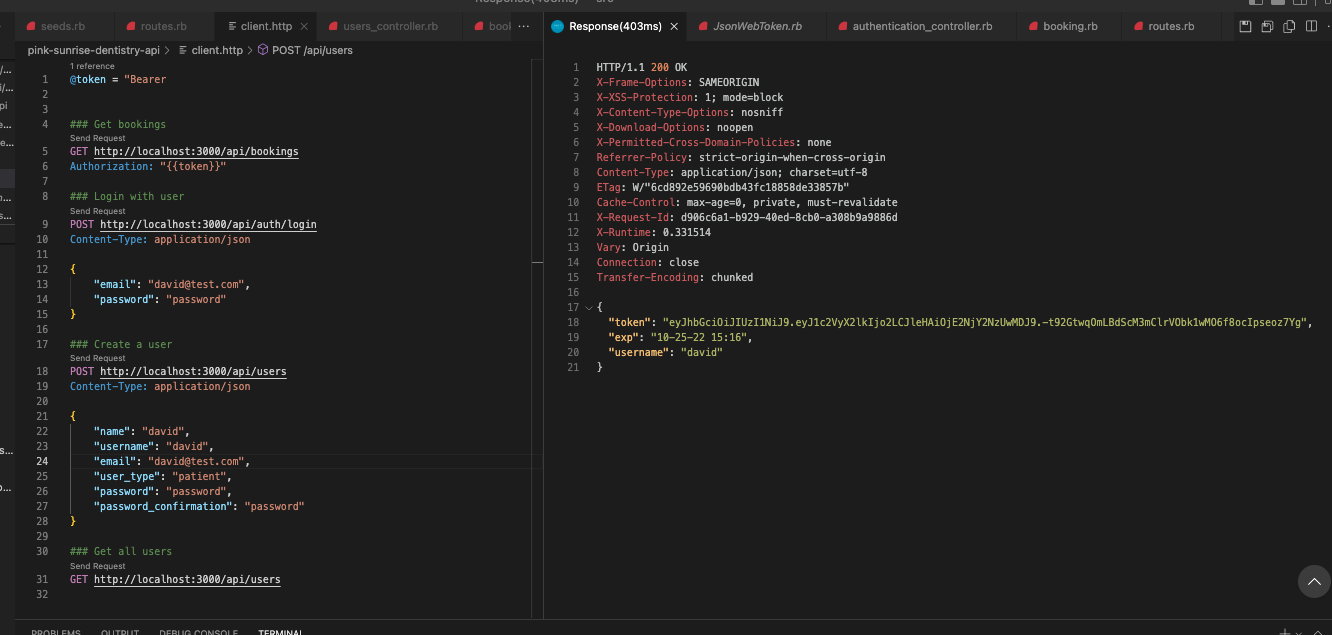 seeds.rb routes.rb client.http users_controller.rb
pink-sunrise-dentistry-api > client.http > POST /api/users
1 reference
1 @token = "Bearer
2
3
4 ### Get bookings
Send Request
5 GET http://localhost:3000/api/bookings
6 Authorization: "{{token}}"
7
8 ### Login with user
Send Request
9 POST http://localhost:3000/api/auth/login
10 Content-Type: application/json
11
12 {
13 "email": "david@test.com",
14 "password": "password"
15 }
16
17 ### Create a user
Send Request
18 POST http://localhost:3000/api/users
19 Content-Type: application/json
20
21 {
22 "name": "david",
23 "username": "david",
24 "email": "david@test.com",
25 "user_type": "patient",
26 "password": "password",
27 "password_confirmation": "password"
28 }
29
30 ### Get all users
Send Request
31 GET http://localhost:3000/api/users
32
Response(403ms) JsonWebToken.rb authentication_controller.rb booking.rb routes.rb
1 HTTP/1.1 200 OK
2 X-Frame-Options: SAMEORIGIN
3 X-XSS-Protection: 1; mode=block
4 X-Content-Type-Options: nosniff
5 X-Download-Options: noopen
6 X-Permitted-Cross-Domain-Policies: none
7 Referrer-Policy: strict-origin-when-cross-origin
8 Content-Type: application/json; charset=utf-8
9 ETag: W/"6cd892e59690bdb43fc18858de33857b"
10 Cache-Control: max-age=0, private, must-revalidate
11 X-Request-Id: d906c6a1-b929-40ed-8cb0-a308b9a9886d
12 X-Runtime: 0.331514
13 Vary: Origin
14 Connection: close
15 Transfer-Encoding: chunked
16
17 {
18 "token": "eyJhbGciOiJIUzI1NiJ9.eyJ1c2VyX2lkIjo2LCJleHAiOjE2NjY2NzUwMDJ9.-t92GtwqOmLBdScM3mClrVObk1wMO6f8ocIpseoz7Yg",
19 "exp": "10-25-22 15:16",
20 "username": "david"
21 }
PROBLEMS OUTPUT DEBUG CONSOLE TERMINAL